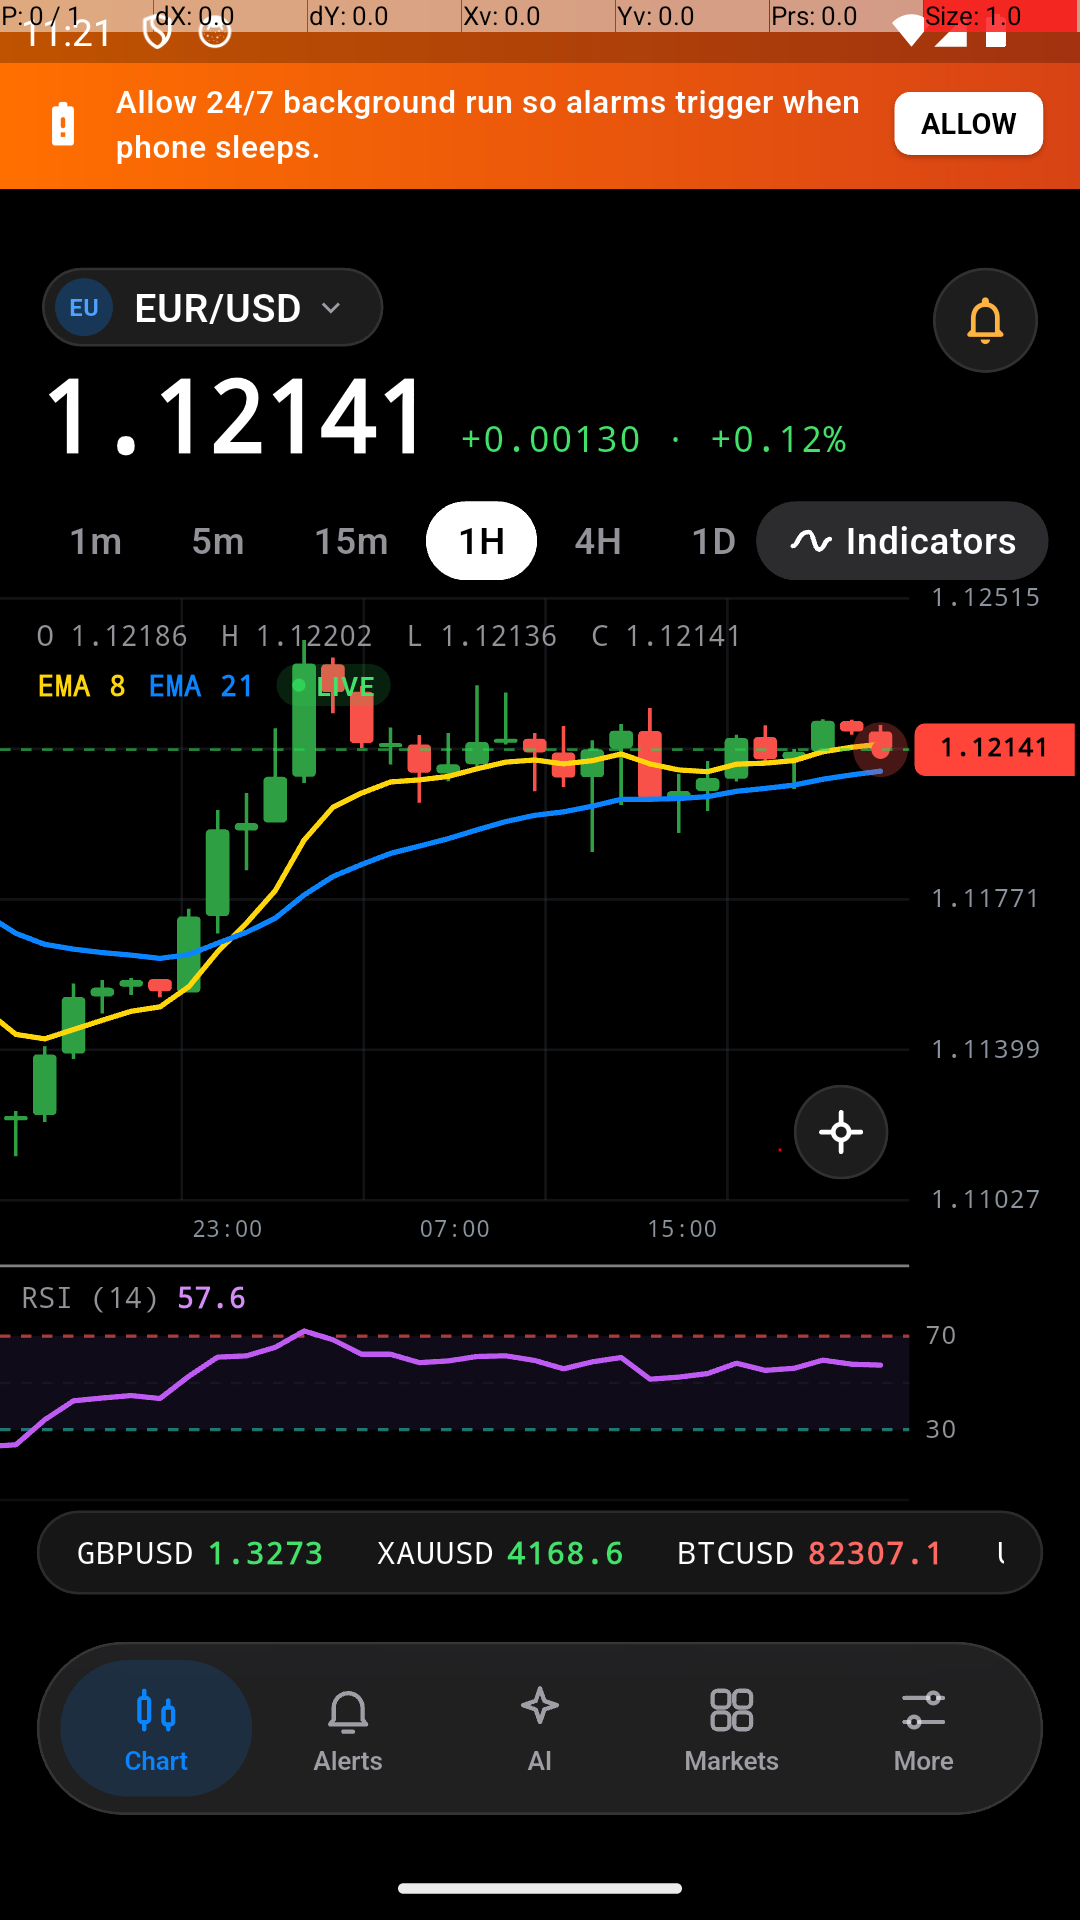 P: 0 / 1 dX: 0.0 dY: 0.0 Xv: 0.0 Yv: 0.0 Prs: 0.0 Size: 1.0
11:21
Allow 24/7 background run so alarms trigger when
phone sleeps.
ALLOW
EU EUR/USD
1.12141 +0.00130 · +0.12%
1m 5m 15m 1H 4H 1D Indicators
1.12515
O 1.12186 H 1.12202 L 1.12136 C 1.12141
EMA 8 EMA 21 LIVE
1.12141
1.11771
1.11399
1.11027
23:00 07:00 15:00
RSI (14) 57.6
70
30
GBPUSD 1.3273 XAUUSD 4168.6 BTCUSD 82307.1
Chart Alerts AI Markets More